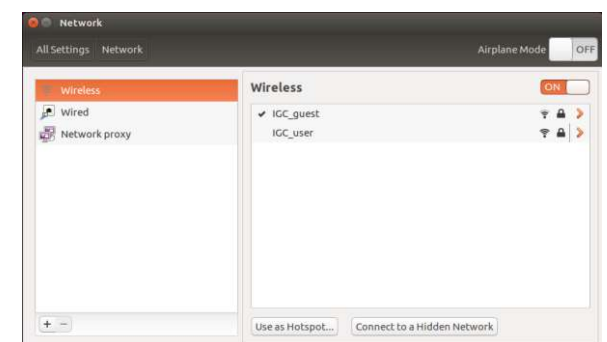 Network
All Settings Network Airplane Mode OFF
Wireless
Wired
Network proxy
Wireless ON
IGC_guest
IGC_user
+ −
Use as Hotspot... Connect to a Hidden Network